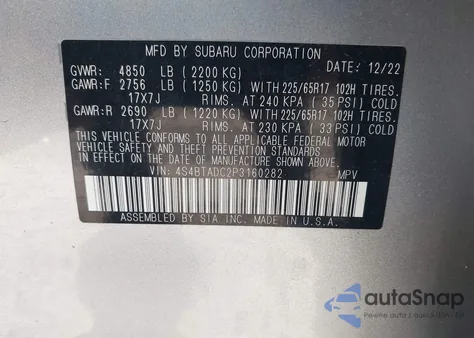 MFD BY SUBARU CORPORATION
GVWR: 4850 LB (2200 KG) 12/22
GAWR:F 2756 LB (1250 KG) WITH 225/65R17 102H TIRES.
17X7J RIMS. AT 240 KPA (35 PSI) COLD
GAWR:R 2690 LB (1220 KG) WITH 225/65R17 102H TIRES.
17X7J RIMS. AT 230 KPA (33 PSI) COLD
THIS VEHICLE CONFORMS TO ALL APPLICABLE FEDERAL MOTOR
VEHICLE SAFETY AND THEFT PREVENTION STANDARDS IN
EFFECT ON THE DATE OF MANUFACTURE SHOWN ABOVE.
VIN: 4S4BTADC2P3160282 MPV
ASSEMBLED BY SIA INC. MADE IN U.S.A.
autaSnap
Pewne auta z aukcji USA